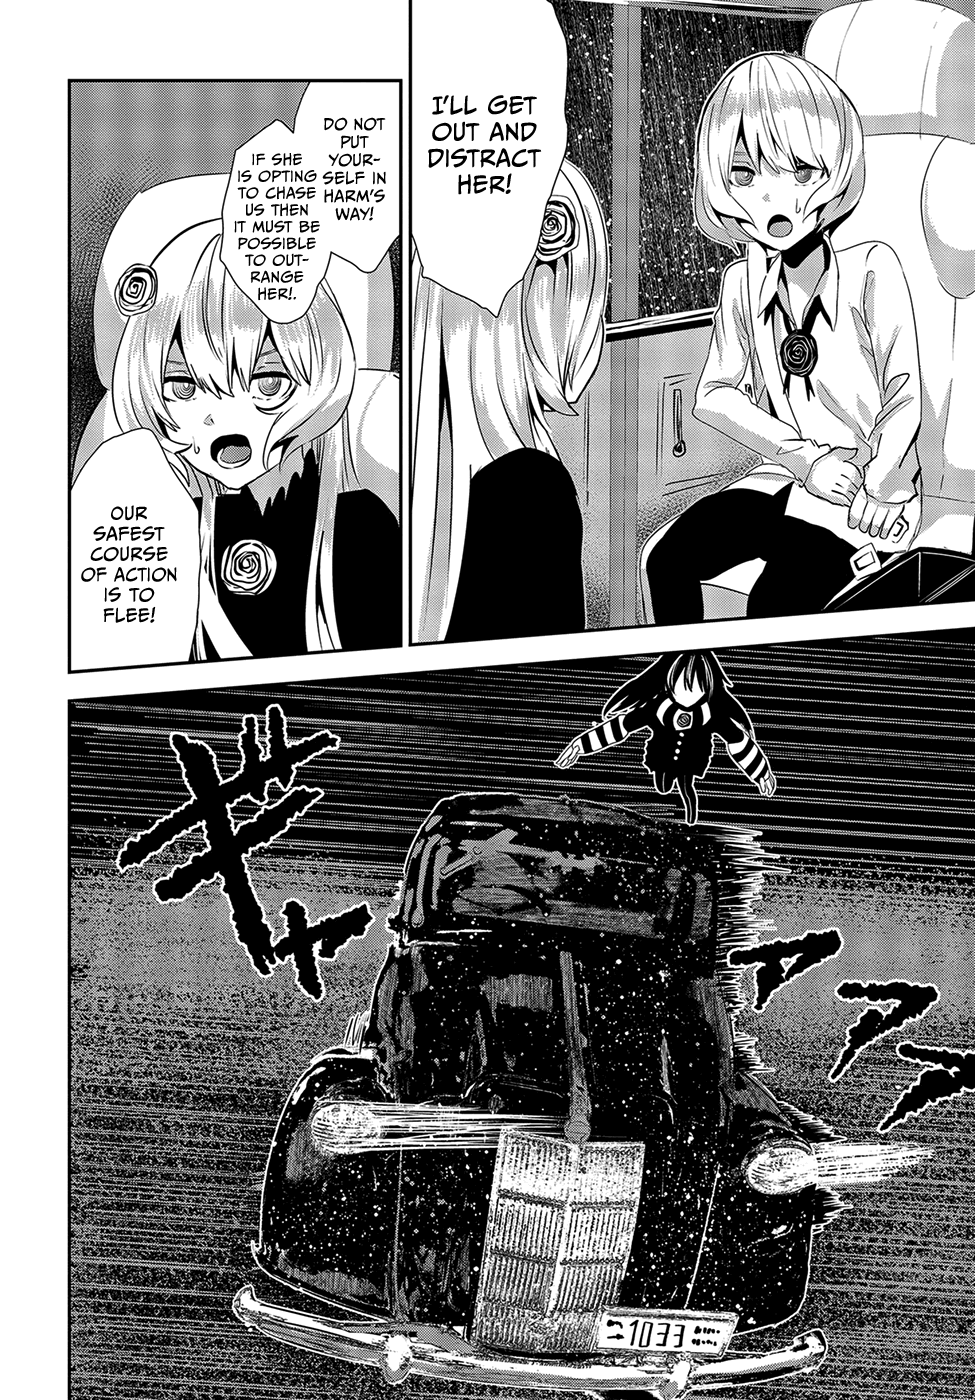 I'LL GET
OUT AND
DISTRACT
HER!
DO NOT
PUT
YOUR-
SELF IN
HARM'S
WAY!
IF SHE
IS OPTING
TO CHASE
US THEN
IT MUST BE
POSSIBLE
TO OUT-
RANGE
HER!.
OUR
SAFEST
COURSE
OF ACTION
IS TO
FLEE!
ギャ
アアァ
1033